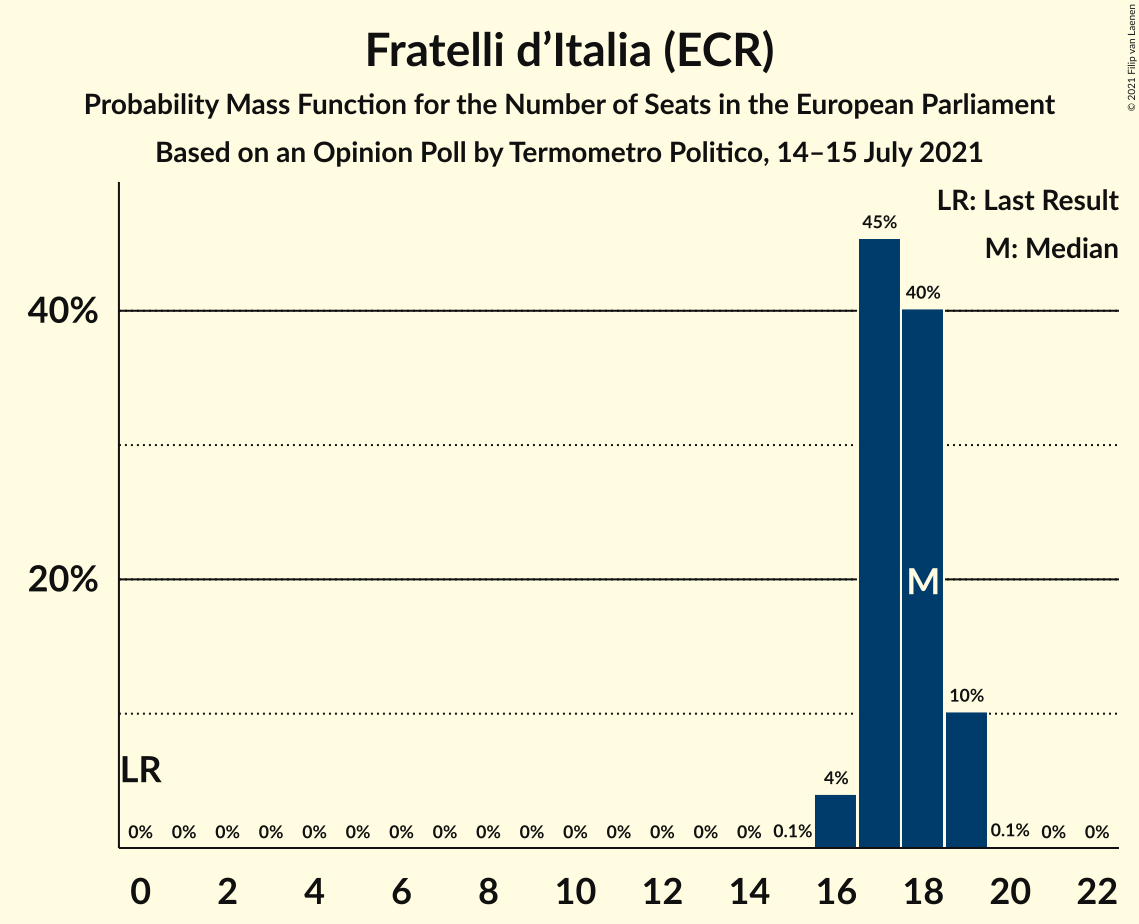 Fratelli d’Italia (ECR)
Probability Mass Function for the Number of Seats in the European Parliament
Based on an Opinion Poll by Termometro Politico, 14–15 July 2021
© 2021 Filip van Laenen
LR: Last Result
M: Median
45%
40%
40%
20%
M
10%
LR
4%
0% 0% 0% 0% 0% 0% 0% 0% 0% 0% 0% 0% 0% 0% 0% 0.1% 0.1% 0% 0%
0 2 4 6 8 10 12 14 16 18 20 22